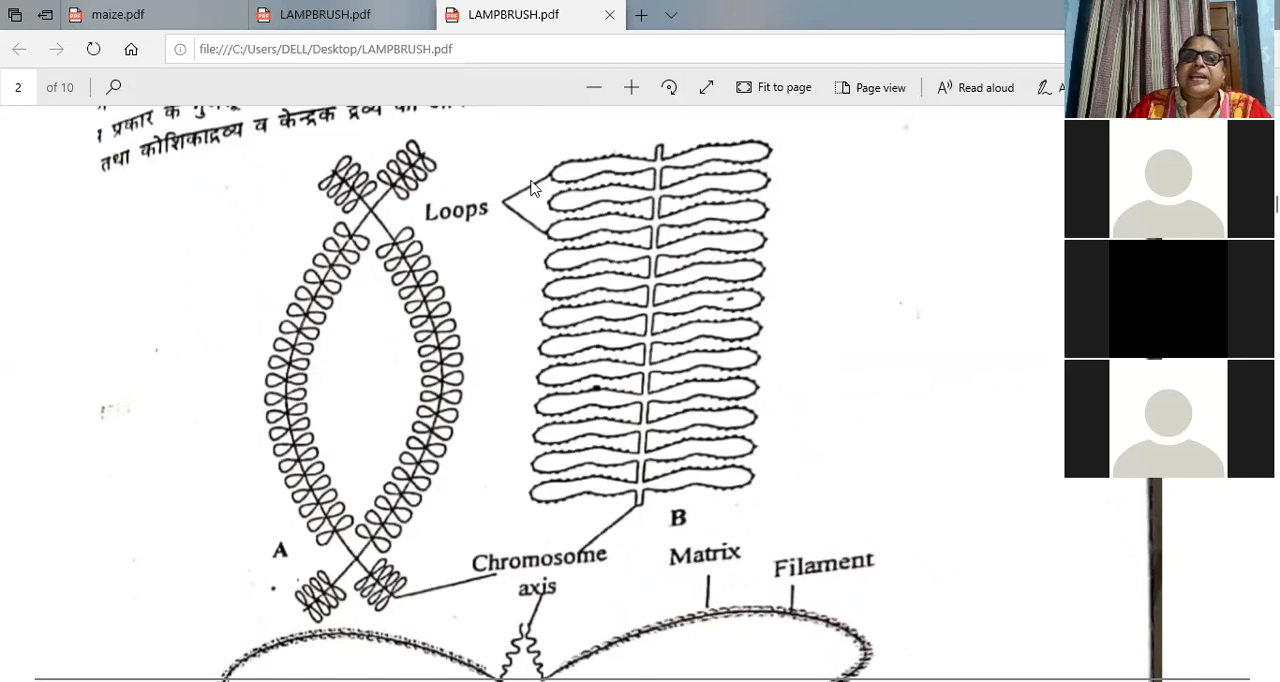 maize.pdf
LAMPBRUSH.pdf
LAMPBRUSH.pdf
file:///C:/Users/DELL/Desktop/LAMPBRUSH.pdf
2 of 10
Fit to page
Page view
Read aloud
प्रकार के
तथा कोशिकाद्रव्य व केन्द्रक द्रव्य
Loops
A
B
Chromosome
axis
Matrix
Filament